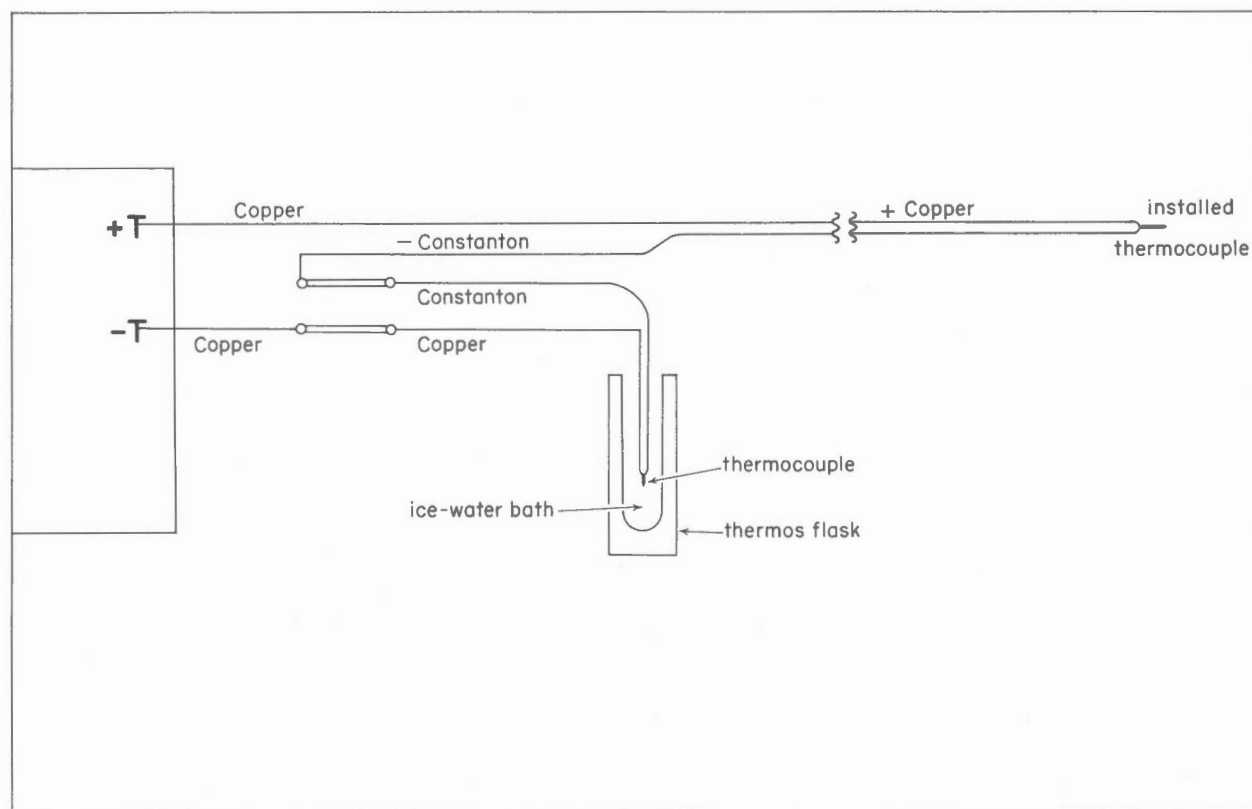 Copper
+ Copper
installed
+T
- Constanton
thermocouple
Constanton
-T
Copper
Copper
thermocouple
ice-water bath
thermos flask